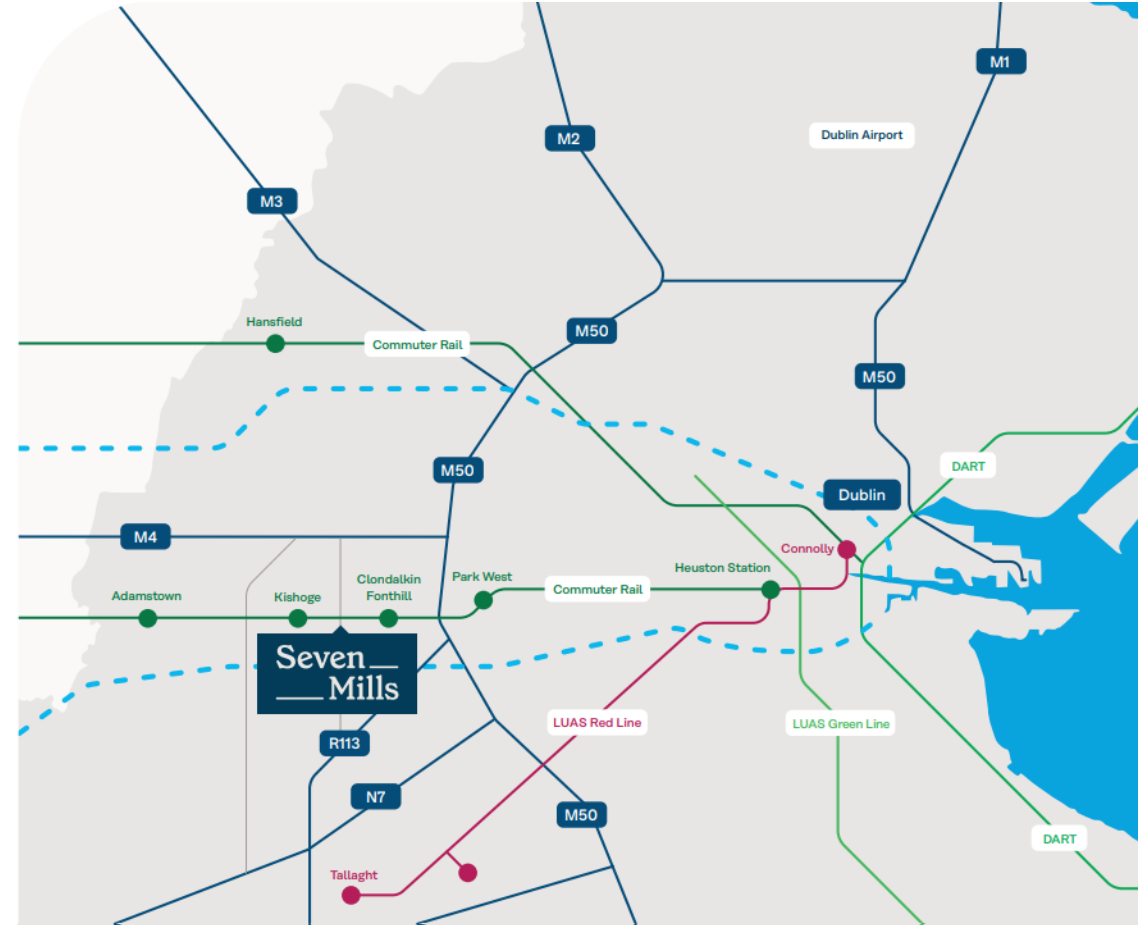 M1
M2
Dublin Airport
M3
Hansfield
Commuter Rail
M50
M50
M50
DART
Dublin
M4
Connolly
Heuston Station
Park West
Clondalkin
Fonthill
Commuter Rail
Adamstown
Kishoge
Seven
Mills
LUAS Red Line
LUAS Green Line
R113
N7
M50
DART
Tallaght